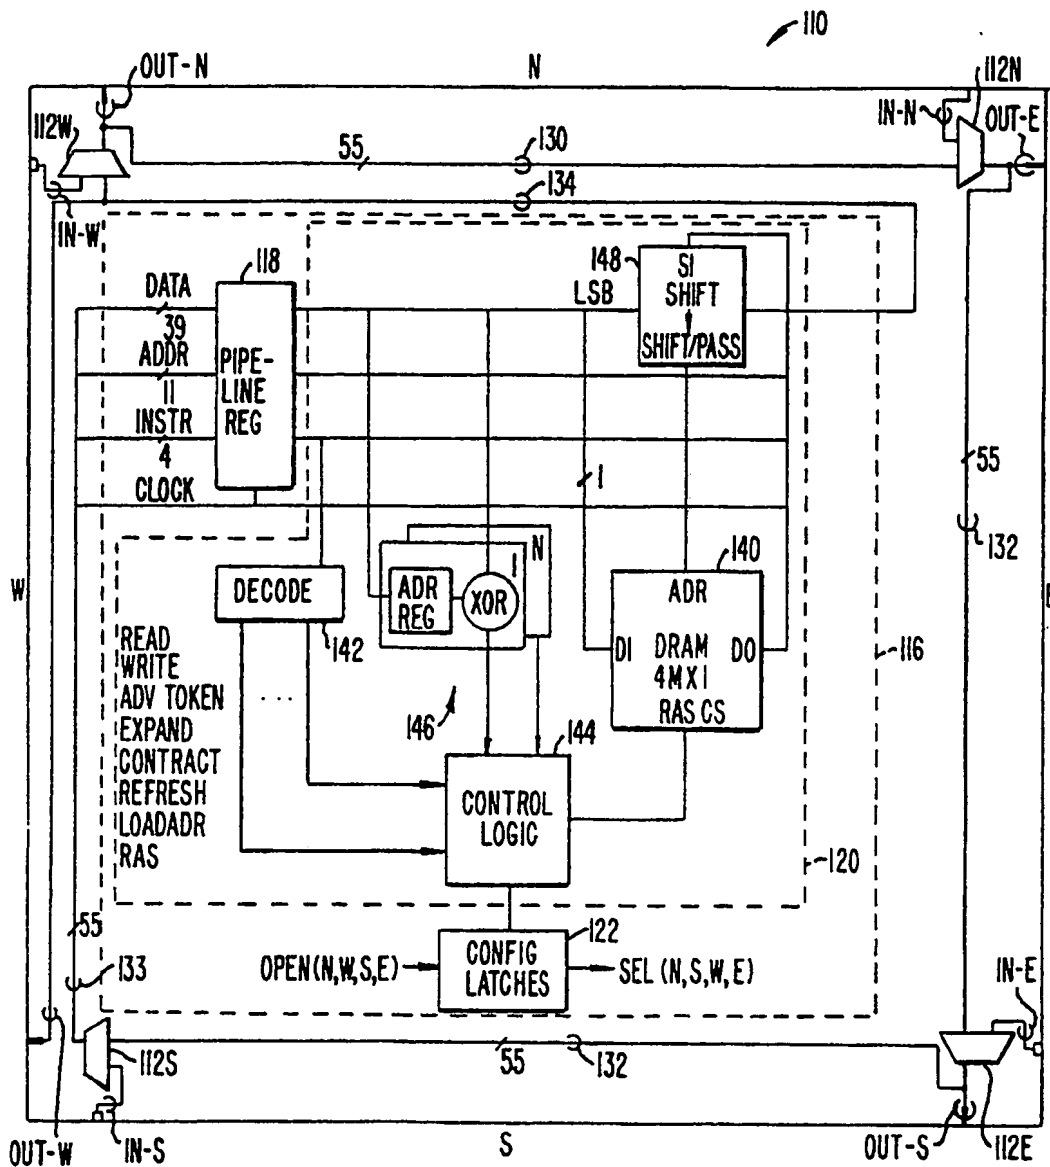 110
OUT-N
N
112N
IN-N
OUT-E
112W
55
130
134
IN-W
118
148
SI
SHIFT
SHIFT/PASS
LSB
DATA
39
ADDR
11
INSTR
4
CLOCK
PIPE-
LINE
REG
1
55
132
N
1
140
W
E
DECODE
142
ADR
REG
XOR
ADR
DI
DRAM
DO
4MX1
RAS CS
116
READ
WRITE
ADV TOKEN
EXPAND
CONTRACT
REFRESH
LOADADR
RAS
...
146
144
CONTROL
LOGIC
120
55
133
122
OPEN(N,W,S,E)
CONFIG
LATCHES
SEL (N,S,W,E)
IN-E
112S
55
132
OUT-W
IN-S
S
OUT-S
112E